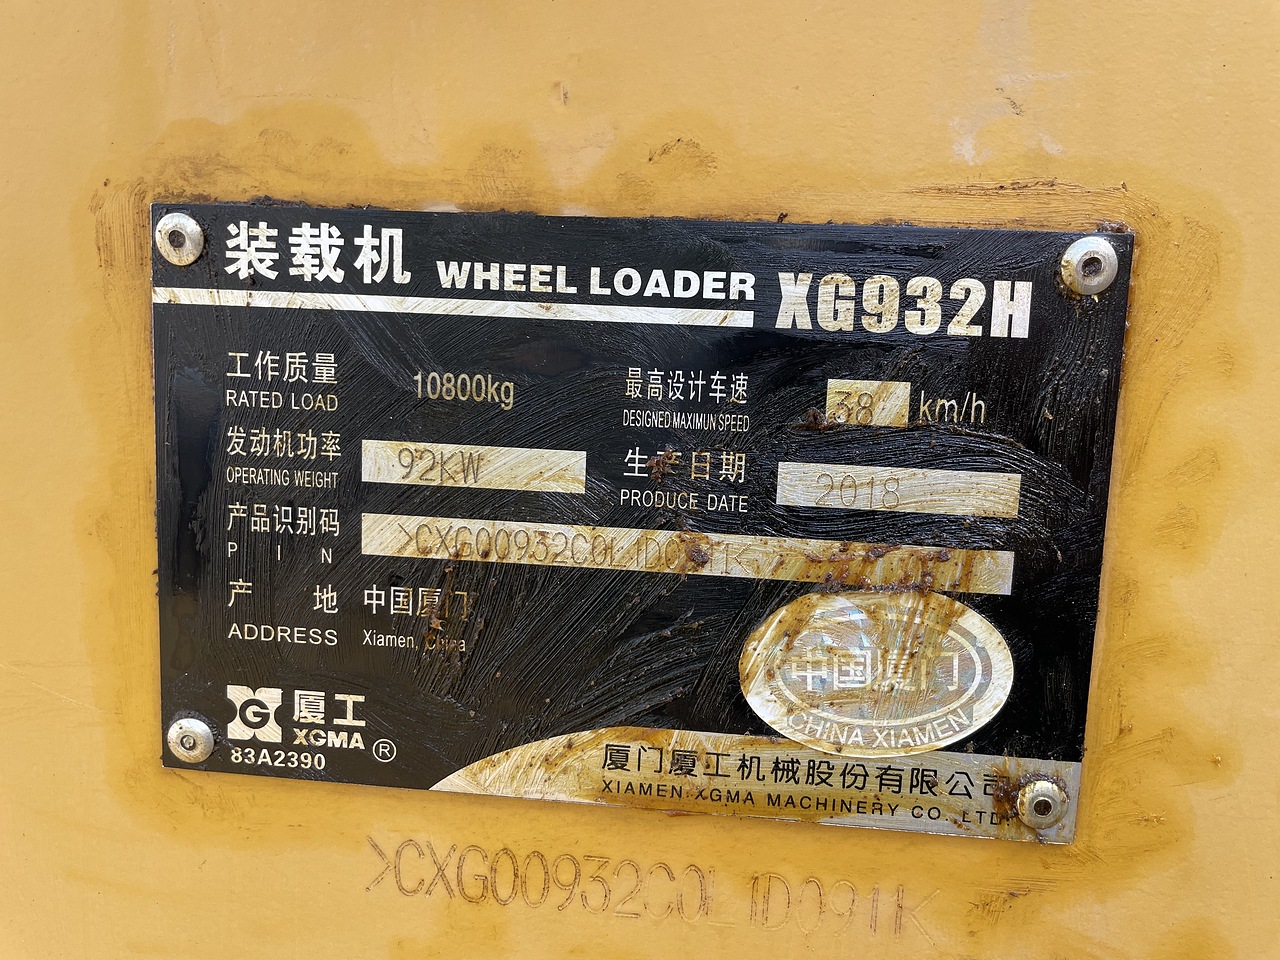 装载机 WHEEL LOADER XG932H
工作质量 10800kg 最高设计车速 38 km/h
RATED LOAD DESIGNED MAXIMUN SPEED
发动机功率 92KW 生产日期 2018
OPERATING WEIGHT PRODUCE DATE
产品识别码 >CXG00932C0L1D0911<
P I N
产 地 中国厦门
ADDRESS Xiamen, China
中国厦门
CHINA XIAMEN
G 厦工
XGMA ®
83A2390
厦门厦工机械股份有限公司
XIAMEN XGMA MACHINERY CO. LTD
>CXG00932C0L1D0911<